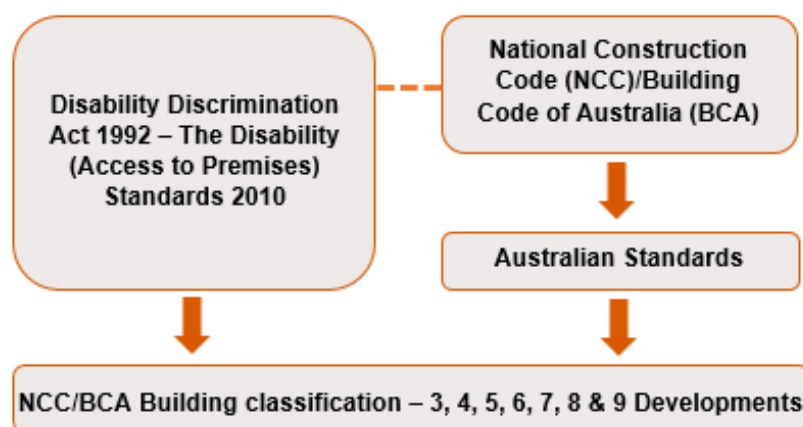 Disability Discrimination
Act 1992 – The Disability
(Access to Premises)
Standards 2010
National Construction
Code (NCC)/Building
Code of Australia (BCA)
Australian Standards
NCC/BCA Building classification – 3, 4, 5, 6, 7, 8 & 9 Developments